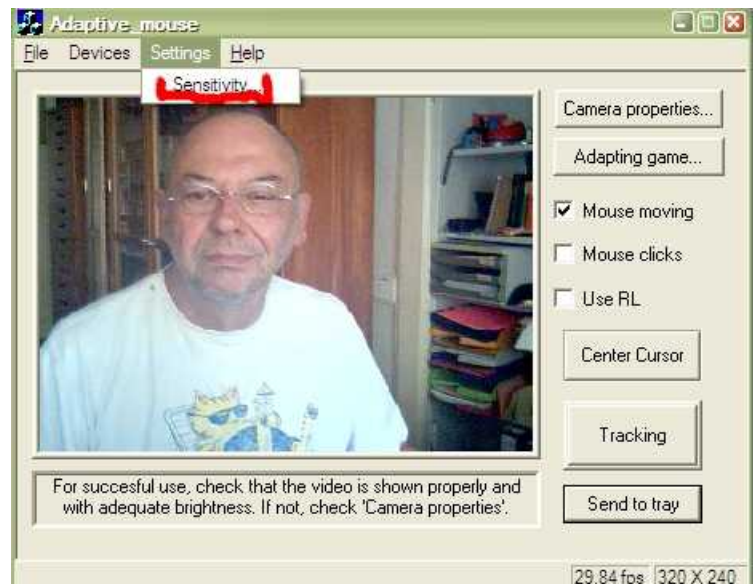 Adaptive_mouse
File Devices Settings Help
Sensitivity...
Camera properties...
Adapting game...
Mouse moving
Mouse clicks
Use RL
Center Cursor
Tracking
For succesful use, check that the video is shown properly and
with adequate brightness. If not, check 'Camera properties'.
Send to tray
29.84 fps 320 X 240